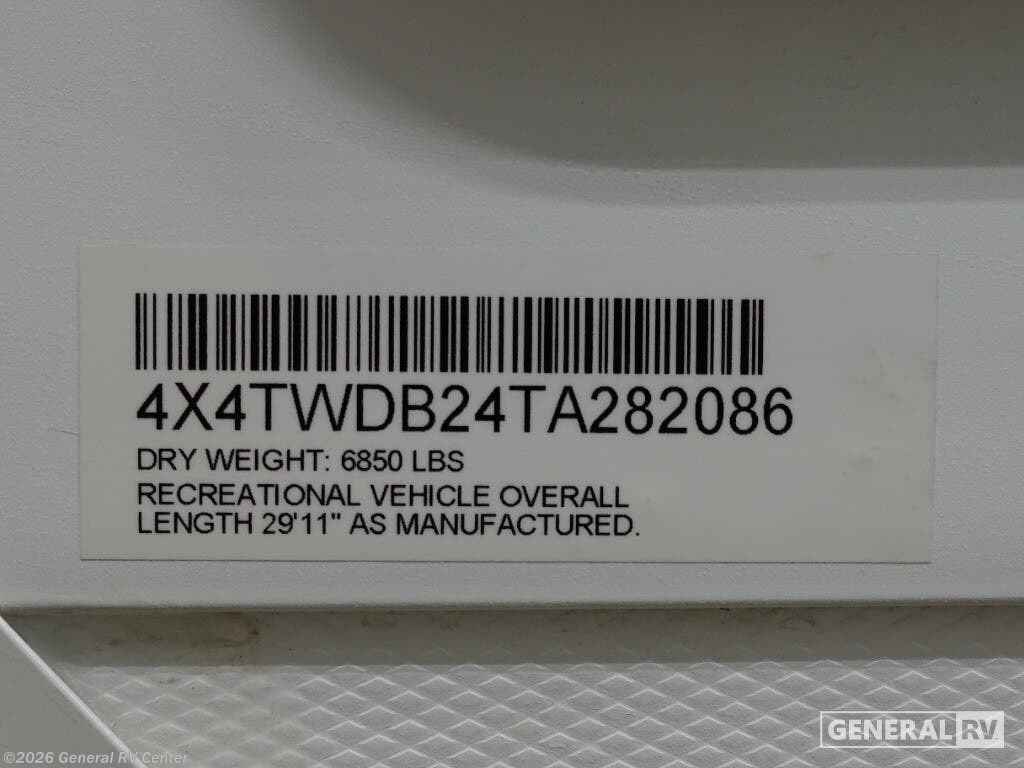 4X4TWDB24TA282086
DRY WEIGHT: 6850 LBS
RECREATIONAL VEHICLE OVERALL
LENGTH 29'11" AS MANUFACTURED.
GENERAL RV
©2026 General RV Center